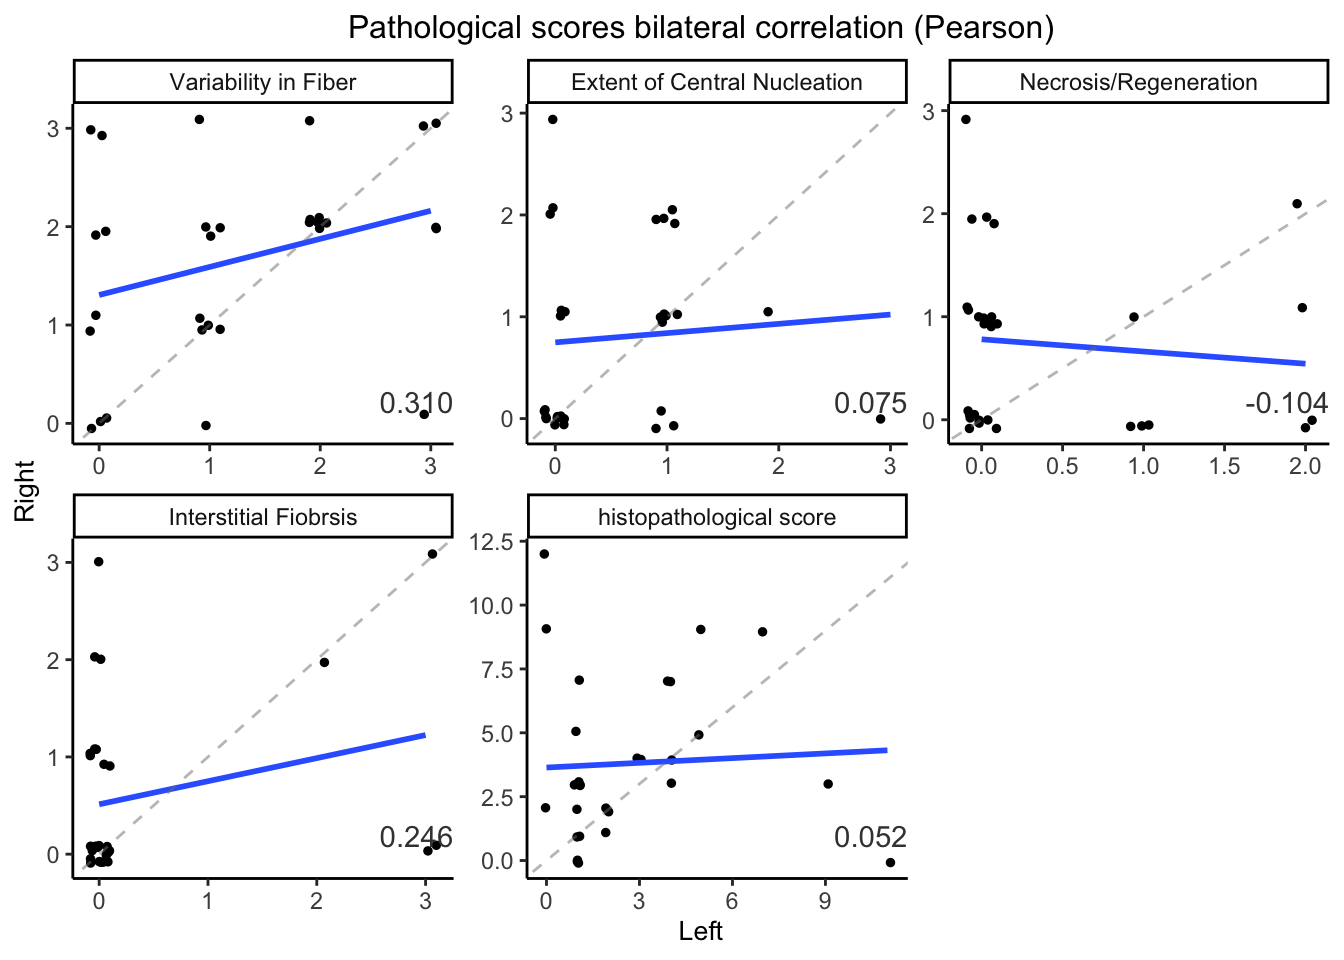 Pathological scores bilateral correlation (Pearson)
Variability in Fiber
Extent of Central Nucleation
Necrosis/Regeneration
3
2
1
0
0.310
0 1 2 3
3
2
1
0
0.075
0 1 2 3
3
2
1
0
-0.104
0.0 0.5 1.0 1.5 2.0
Right
Interstitial Fiobrsis
histopathological score
3
2
1
0
0.246
0 1 2 3
12.5
10.0
7.5
5.0
2.5
0.0
0.052
0 3 6 9
Left